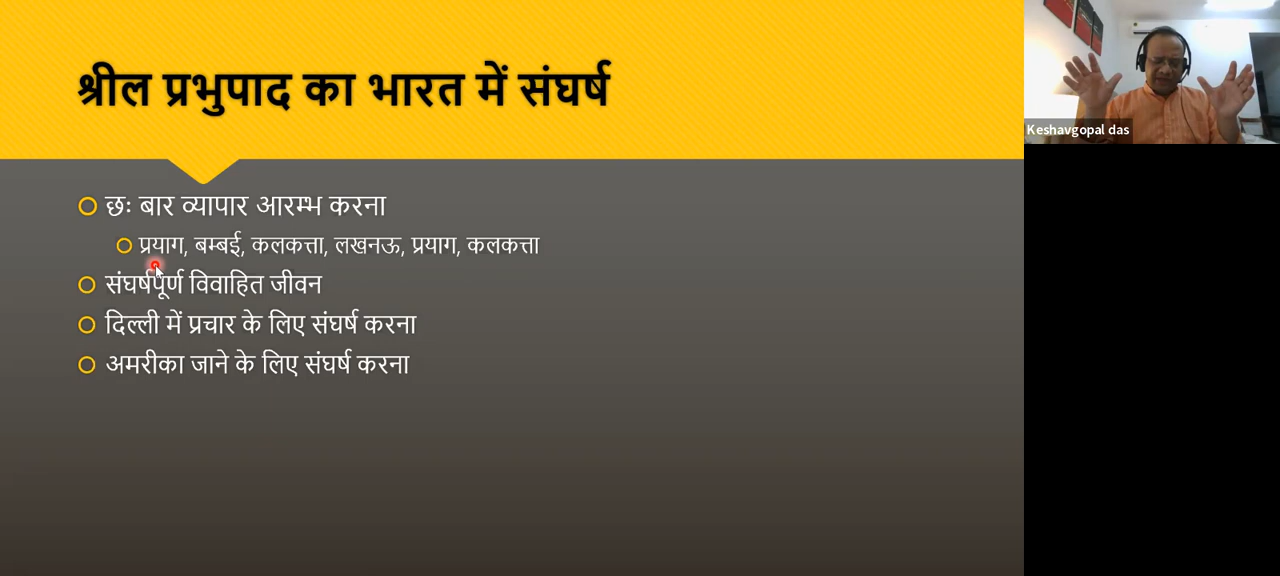 श्रील प्रभुपाद का भारत में संघर्ष
छः बार व्यापार आरम्भ करना
प्रयाग, बम्बई, कलकत्ता, लखनऊ, प्रयाग, कलकत्ता
संघर्षपूर्ण विवाहित जीवन
दिल्ली में प्रचार के लिए संघर्ष करना
अमरीका जाने के लिए संघर्ष करना
Keshavgopal das